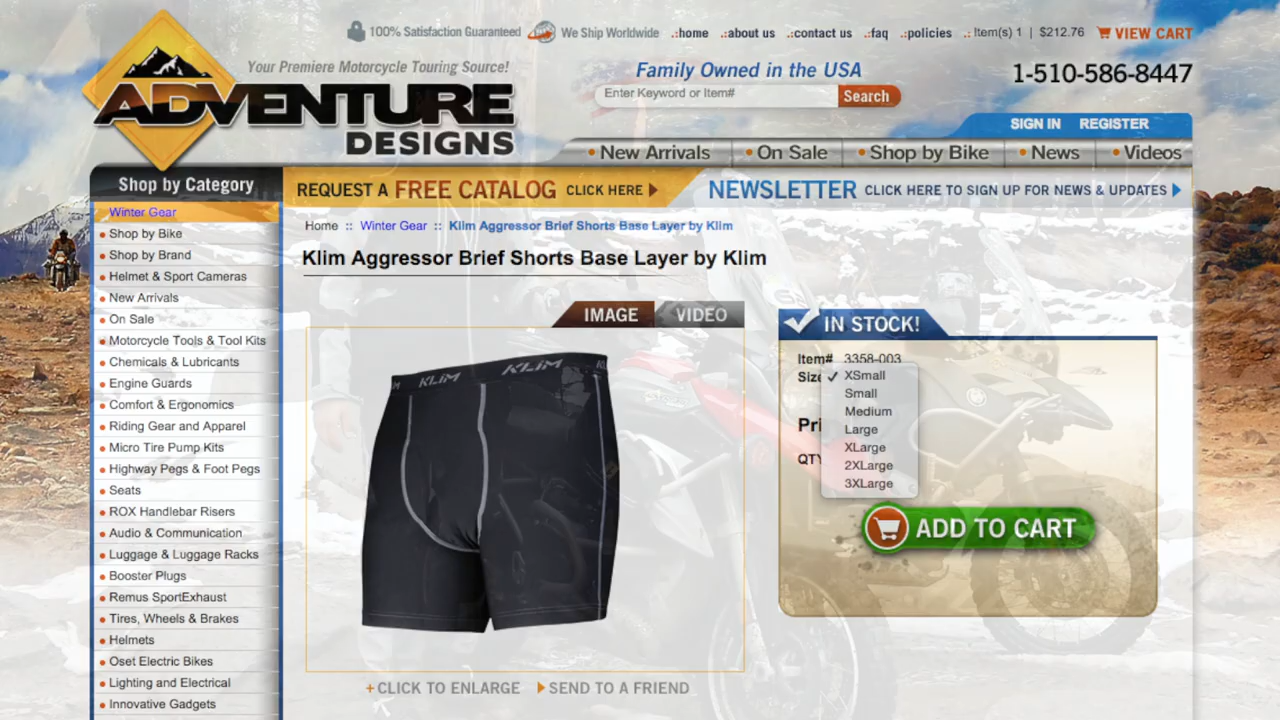 100% Satisfaction Guaranteed We Ship Worldwide .:home .:about us .:contact us .:faq .:policies .: Item(s) 1 | $212.76 VIEW CART
Your Premiere Motorcycle Touring Source!
Family Owned in the USA
1-510-586-8447
ADVENTURE
DESIGNS
Enter Keyword or Item# Search
SIGN IN REGISTER
New Arrivals On Sale Shop by Bike News Videos
Shop by Category
REQUEST A FREE CATALOG CLICK HERE
NEWSLETTER CLICK HERE TO SIGN UP FOR NEWS & UPDATES
Winter Gear
Shop by Bike
Shop by Brand
Helmet & Sport Cameras
New Arrivals
On Sale
Motorcycle Tools & Tool Kits
Chemicals & Lubricants
Engine Guards
Comfort & Ergonomics
Riding Gear and Apparel
Micro Tire Pump Kits
Highway Pegs & Foot Pegs
Seats
ROX Handlebar Risers
Audio & Communication
Luggage & Luggage Racks
Booster Plugs
Remus SportExhaust
Tires, Wheels & Brakes
Helmets
Oset Electric Bikes
Lighting and Electrical
Innovative Gadgets
Home :: Winter Gear :: Klim Aggressor Brief Shorts Base Layer by Klim
Klim Aggressor Brief Shorts Base Layer by Klim
IMAGE VIDEO
KLIM KLIM
CLICK TO ENLARGE SEND TO A FRIEND
IN STOCK!
Item# 3358-003
Size
XSmall
Small
Medium
Large
XLarge
2XLarge
3XLarge
Pri
QTY
ADD TO CART